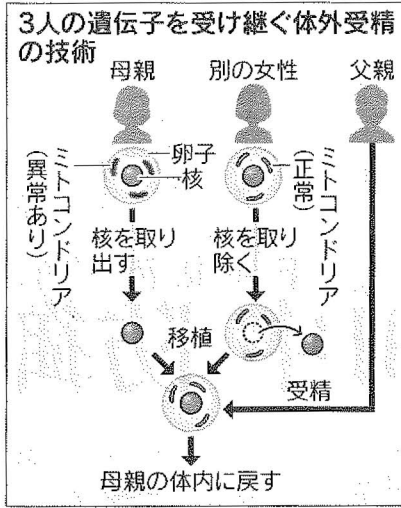 3人の遺伝子を受け継ぐ体外受精
の技術
母親
別の女性
父親
ミトコンドリア
(異常あり)
卵子
核
ミトコンドリア
(正常)
核を取り
出す
核を取り
除く
移植
受精
母親の体内に戻す